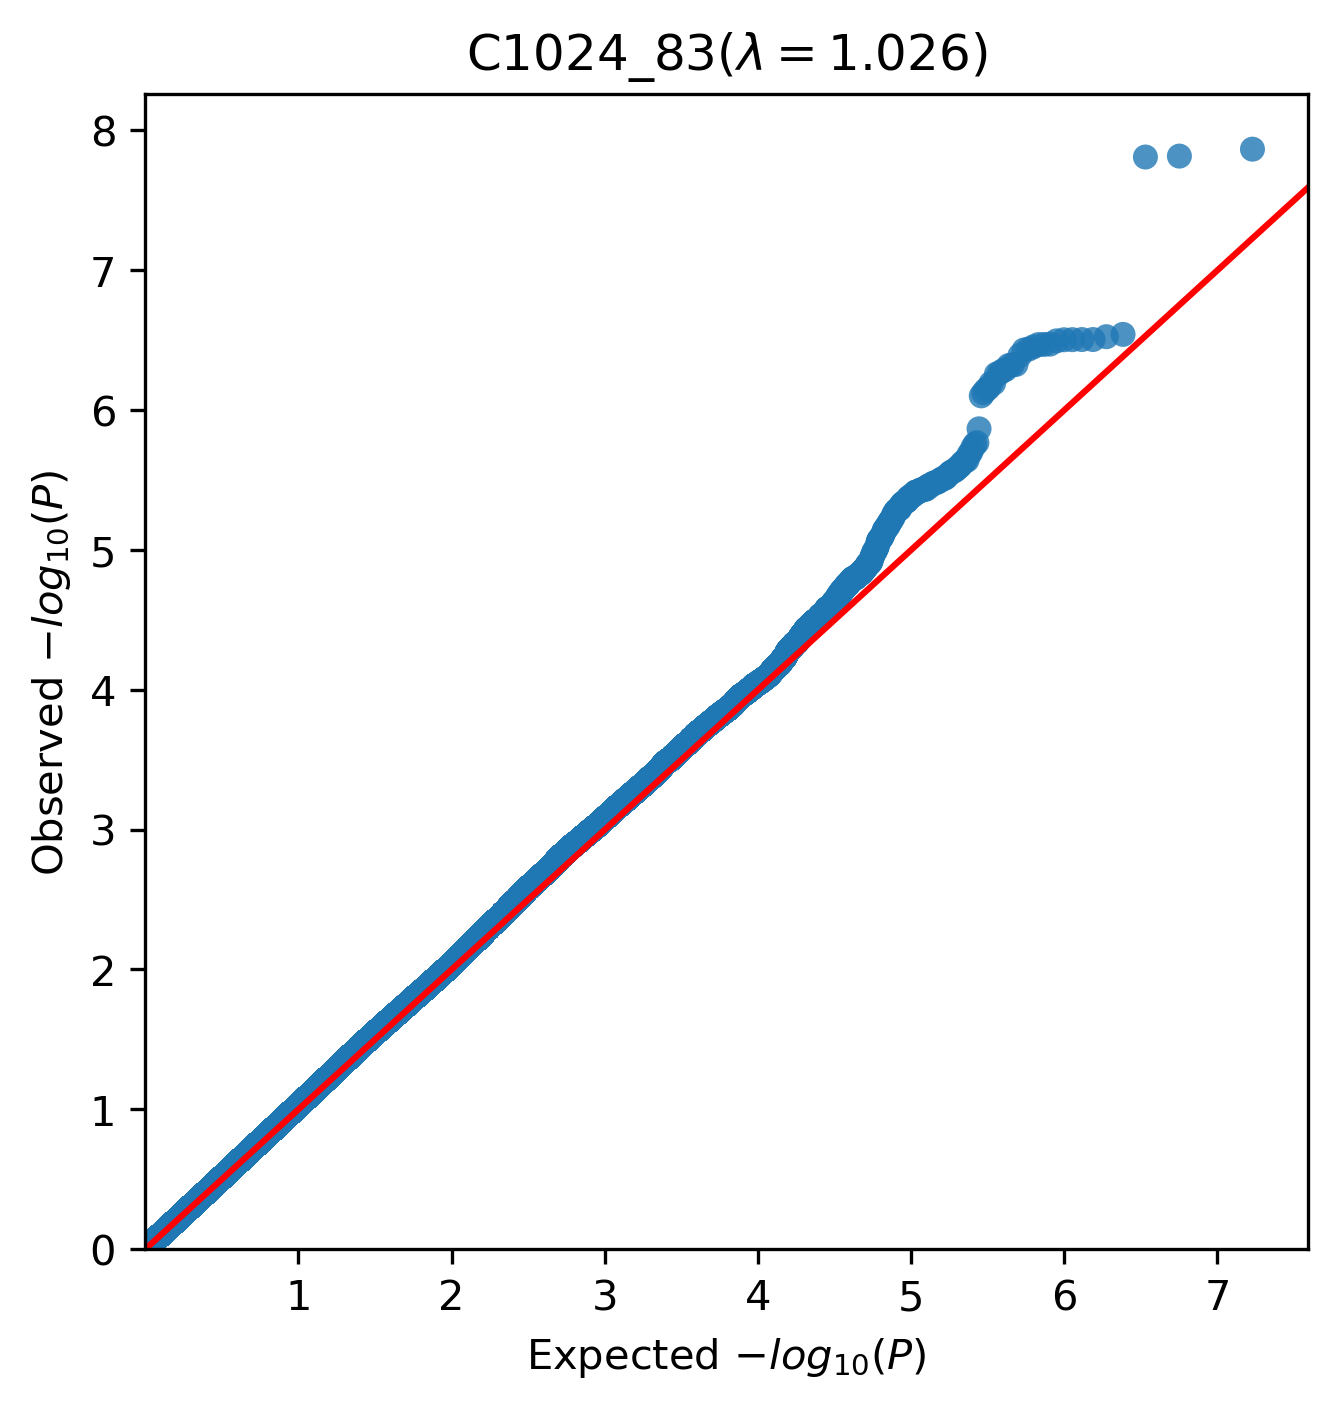 C1024_83(λ = 1.026)
Observed −log₁₀(P)
8
7
6
5
4
3
2
1
0
1 2 3 4 5 6 7
Expected −log₁₀(P)